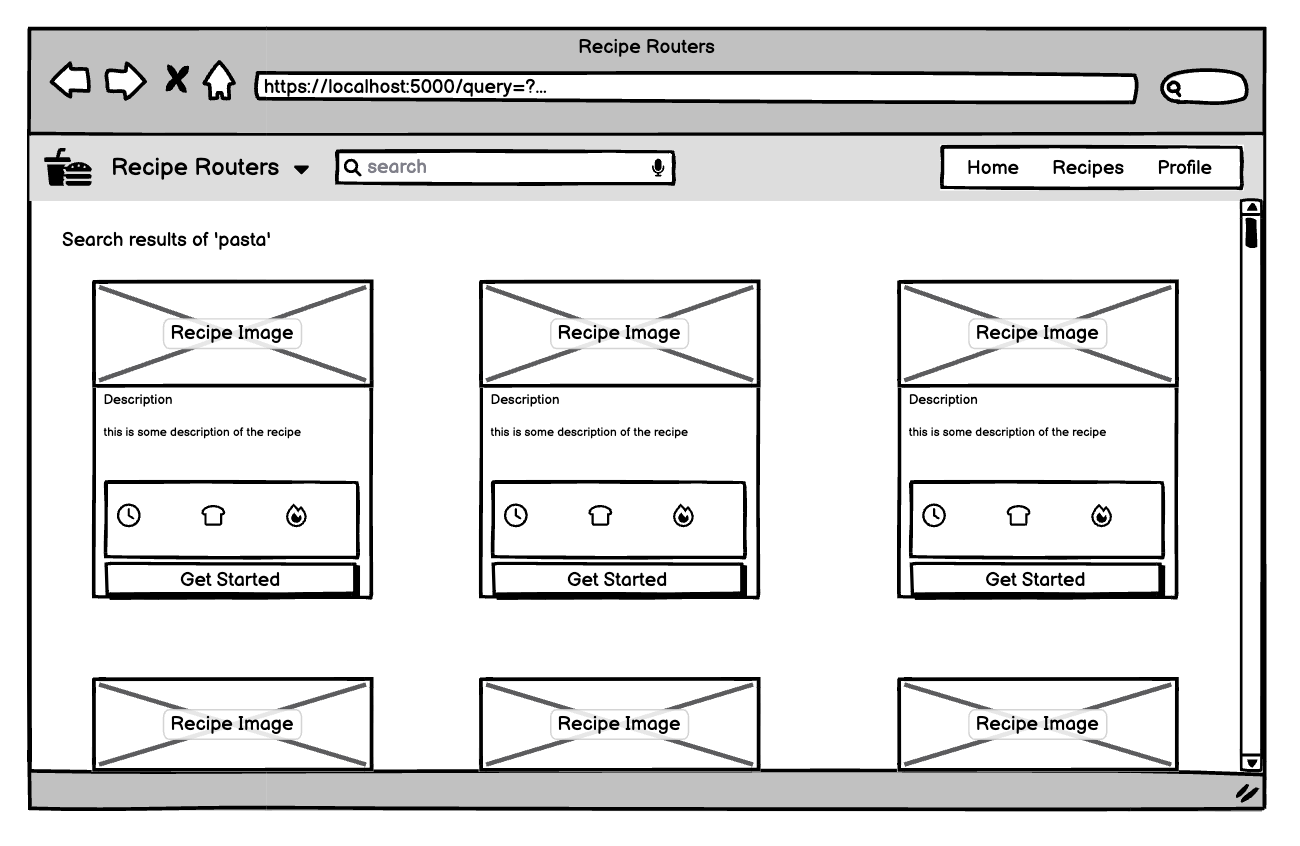 Recipe Routers
https://localhost:5000/query=?...
Recipe Routers
search
Home Recipes Profile
Search results of 'pasta'
Recipe Image Recipe Image Recipe Image
Description Description Description
this is some description of the recipe this is some description of the recipe this is some description of the recipe
Get Started Get Started Get Started
Recipe Image Recipe Image Recipe Image